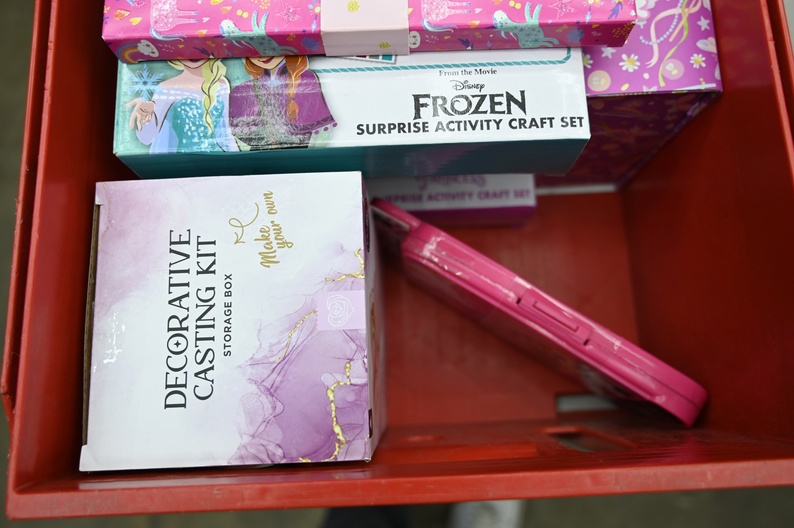 From the Movie
Disney
FROZEN
SURPRISE ACTIVITY CRAFT SET
SURPRISE ACTIVITY CRAFT SET
DECORATIVE
CASTING KIT
STORAGE BOX
Make
your own